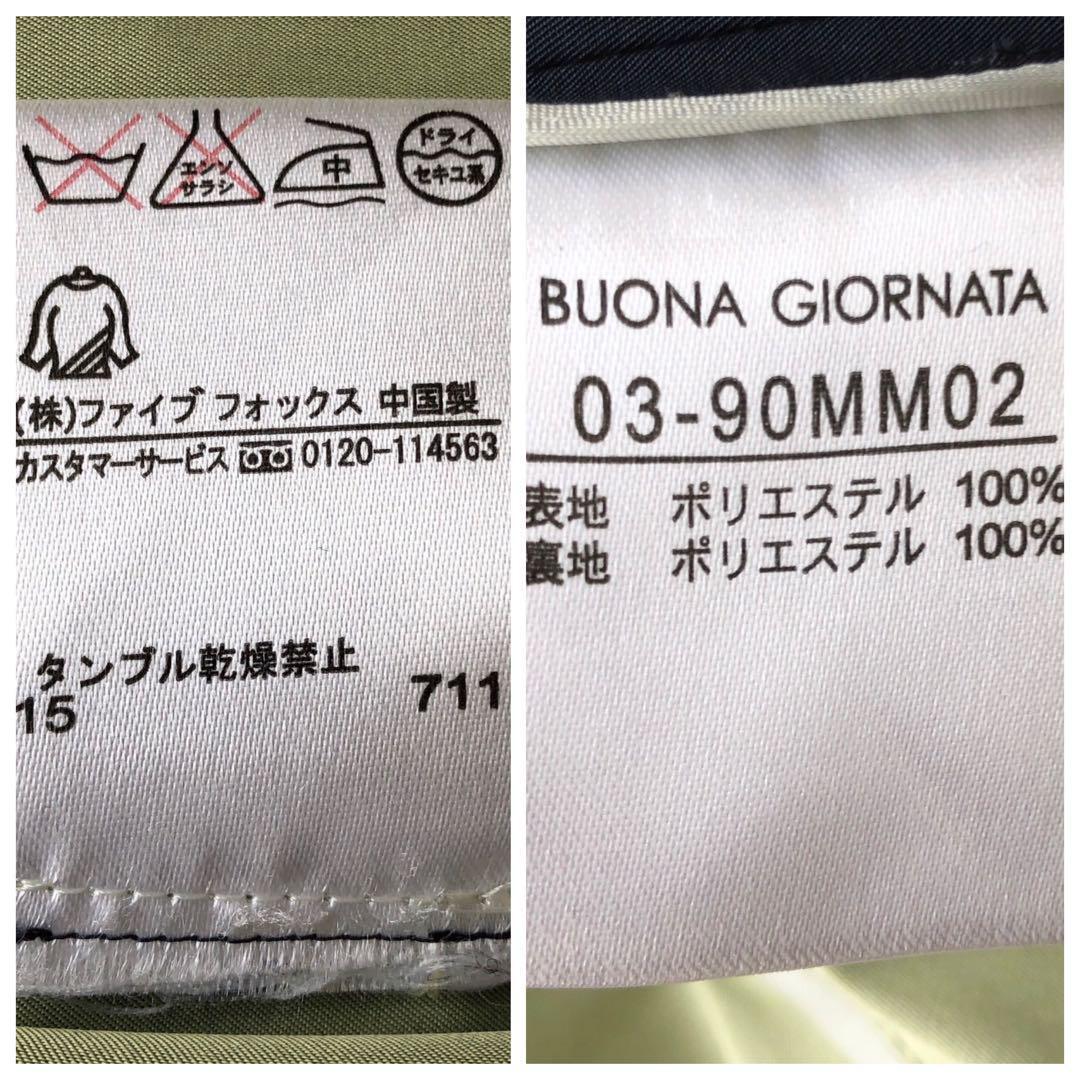 エンソ
サラシ
中
ドライ
セキユ系
(株)ファイブ フォックス 中国製
カスタマーサービス 0120-114563
タンブル乾燥禁止
15 711
BUONA GIORNATA
03-90MM02
表地 ポリエステル 100%
裏地 ポリエステル 100%